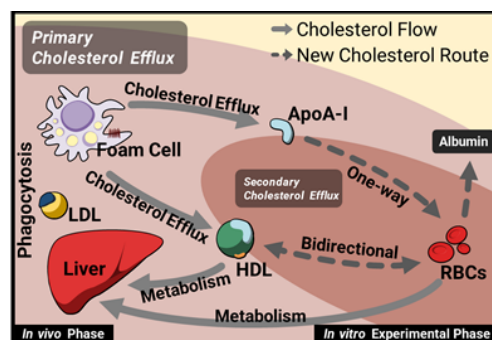 Primary
Cholesterol Efflux
Cholesterol Flow
New Cholesterol Route
Cholesterol Efflux
ApoA-I
Albumin
Foam Cell
Phagocytosis
Secondary
Cholesterol Efflux
One-way
Cholesterol Efflux
LDL
Bidirectional
Liver
HDL
RBCs
Metabolism
Metabolism
In vivo Phase
In vitro Experimental Phase